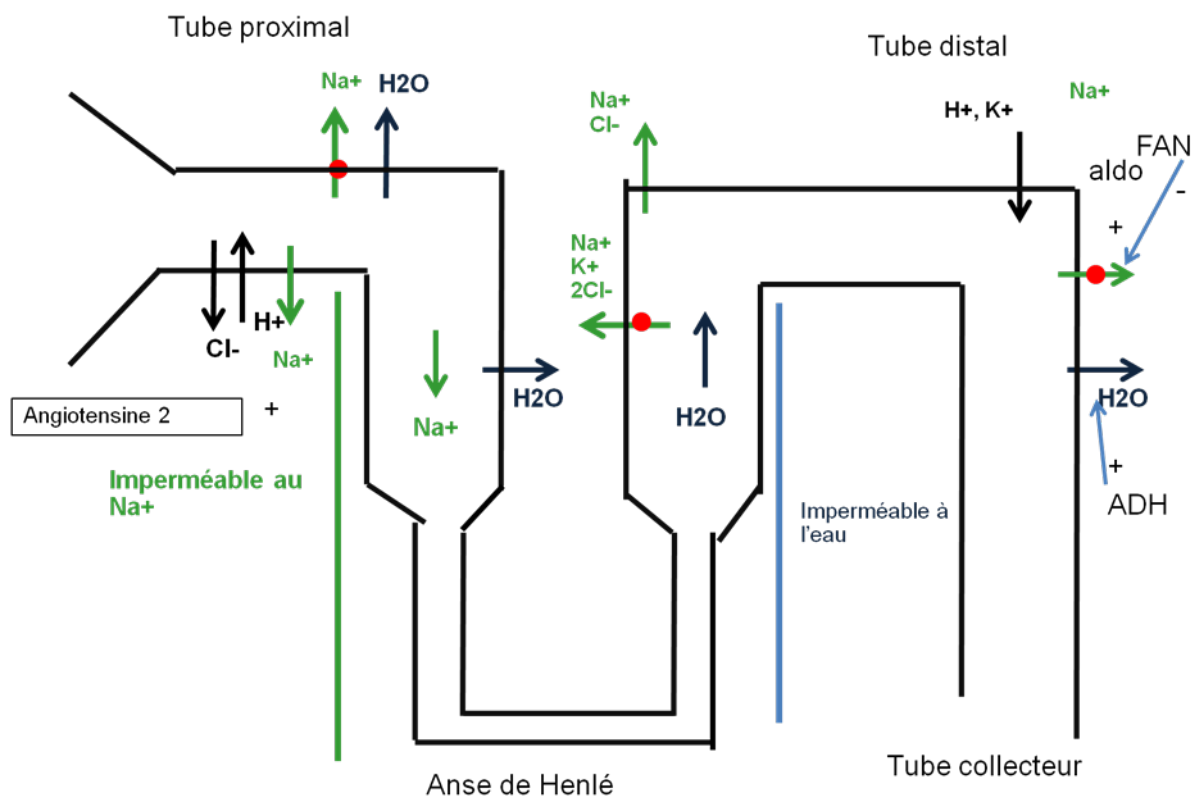 Tube proximal
Tube distal
Na+
H2O
Na+
Cl-
H+, K+
Na+
FAN
aldo
-
+
Na+
K+
2Cl-
H+
Cl-
Na+
Angiotensine 2
+
Na+
H2O
H2O
H2O
+
ADH
Imperméable au
Na+
Imperméable à
l'eau
Anse de Henlé
Tube collecteur